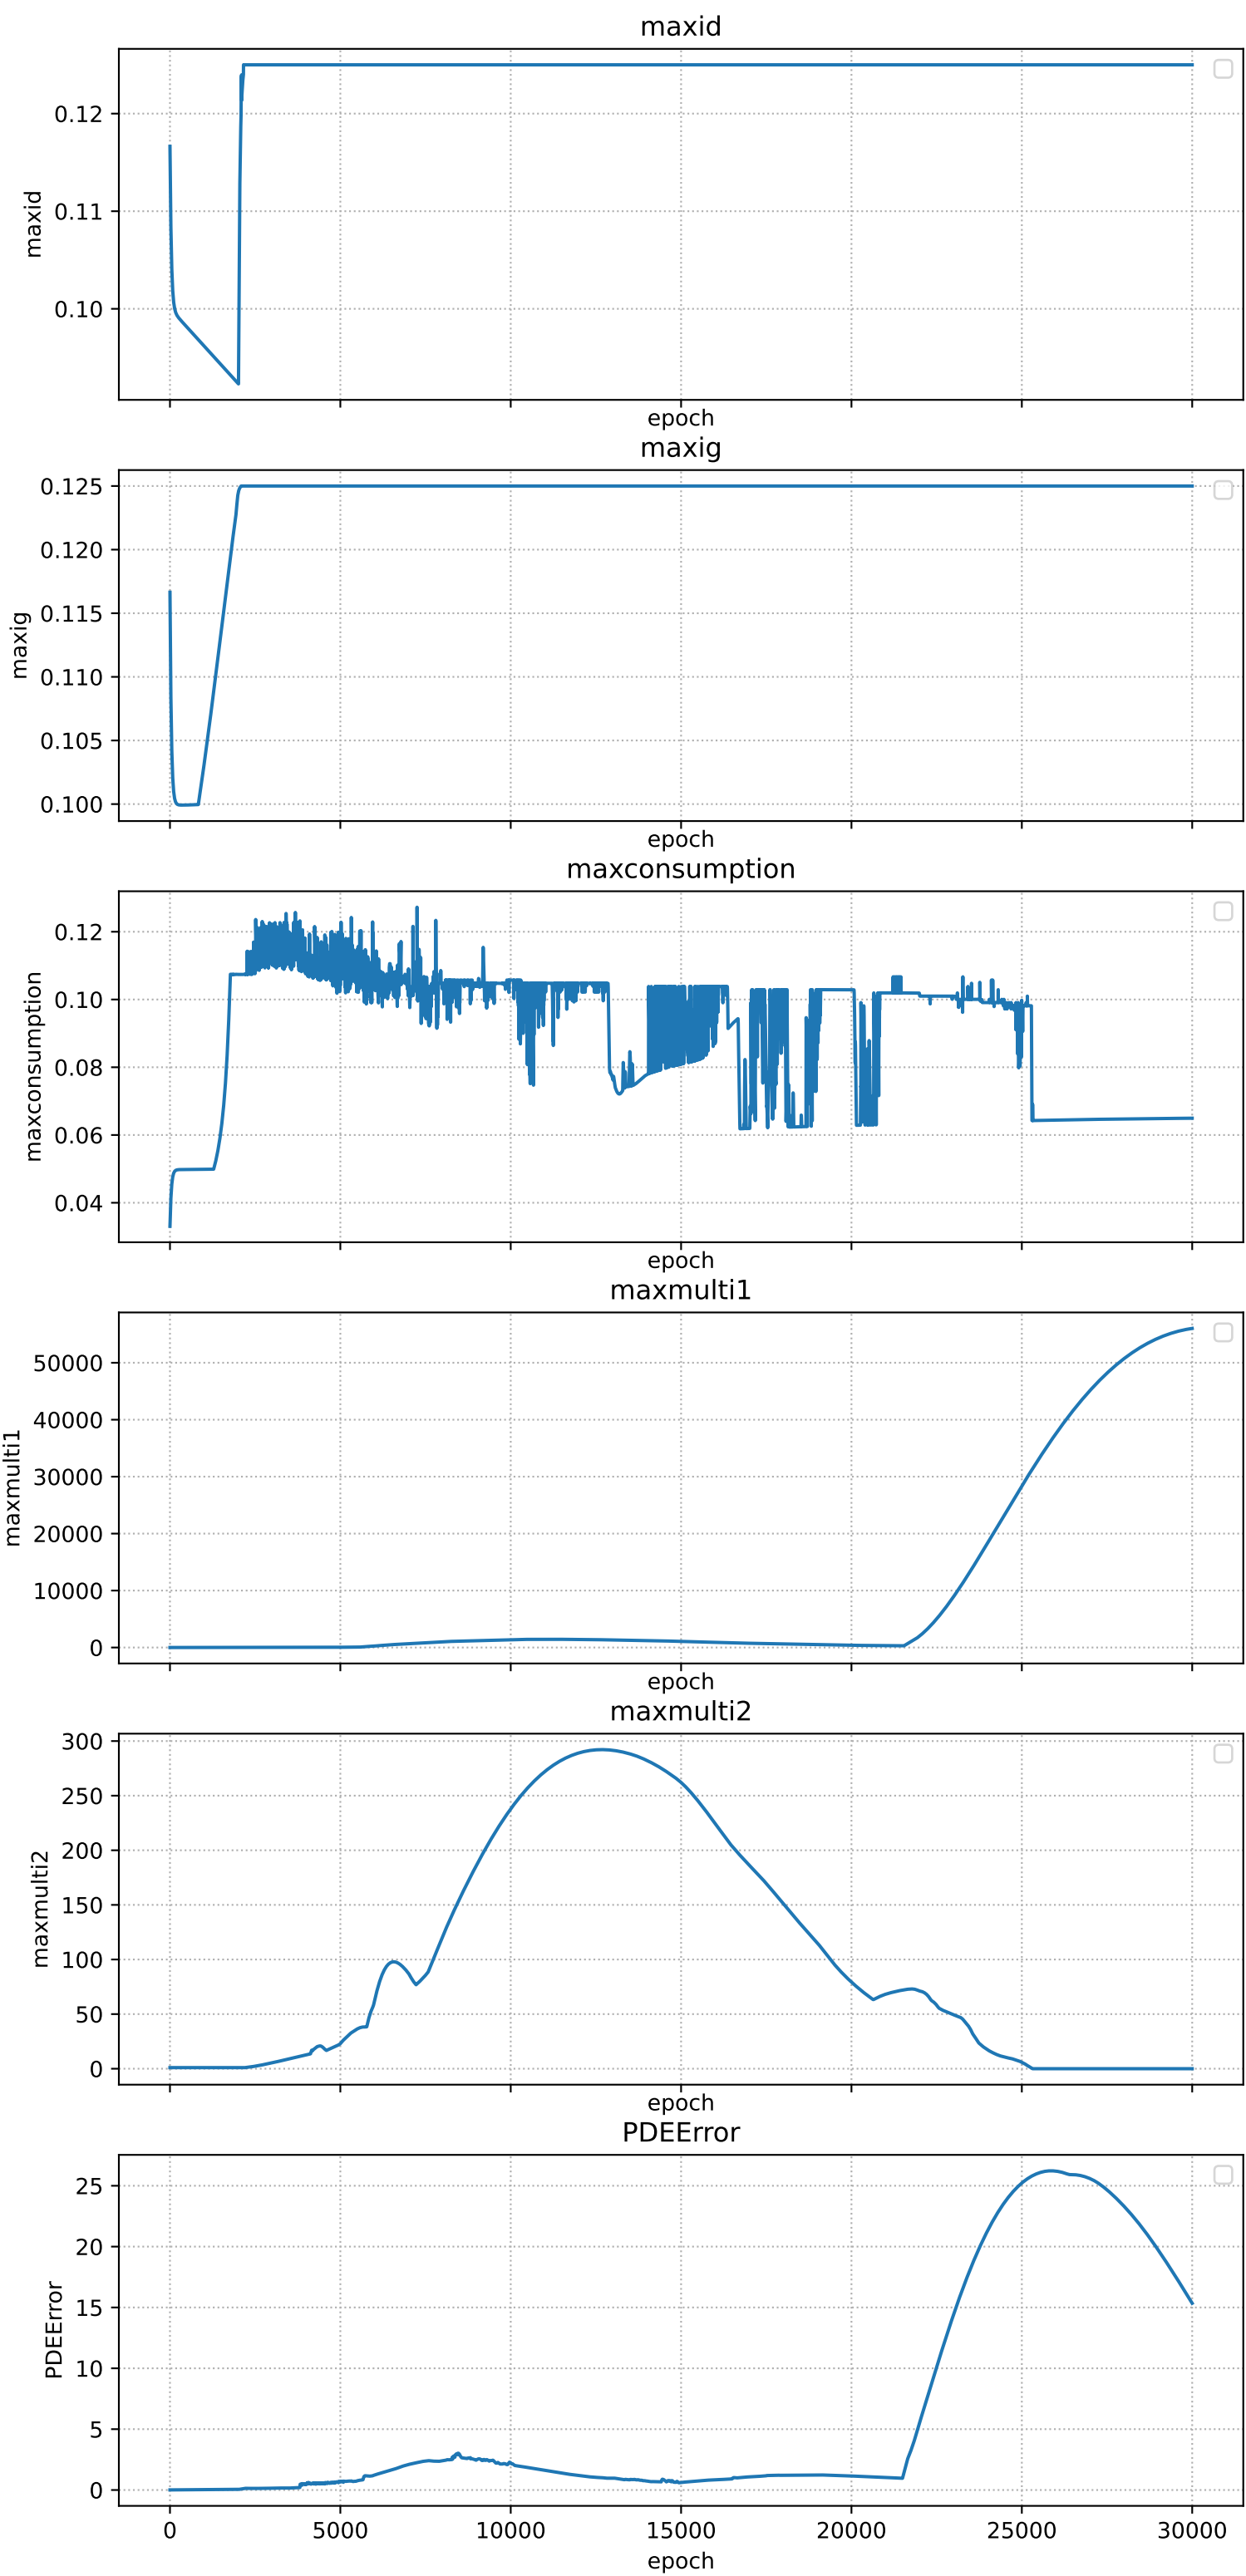 maxid
0.12
0.11
0.10
maxid
epoch
maxig
0.125
0.120
0.115
0.110
0.105
0.100
maxig
epoch
maxconsumption
0.12
0.10
0.08
0.06
0.04
maxconsumption
epoch
maxmulti1
50000
40000
30000
20000
10000
0
maxmulti1
epoch
maxmulti2
300
250
200
150
100
50
0
maxmulti2
epoch
PDEError
25
20
15
10
5
0
PDEError
0 5000 10000 15000 20000 25000 30000
epoch